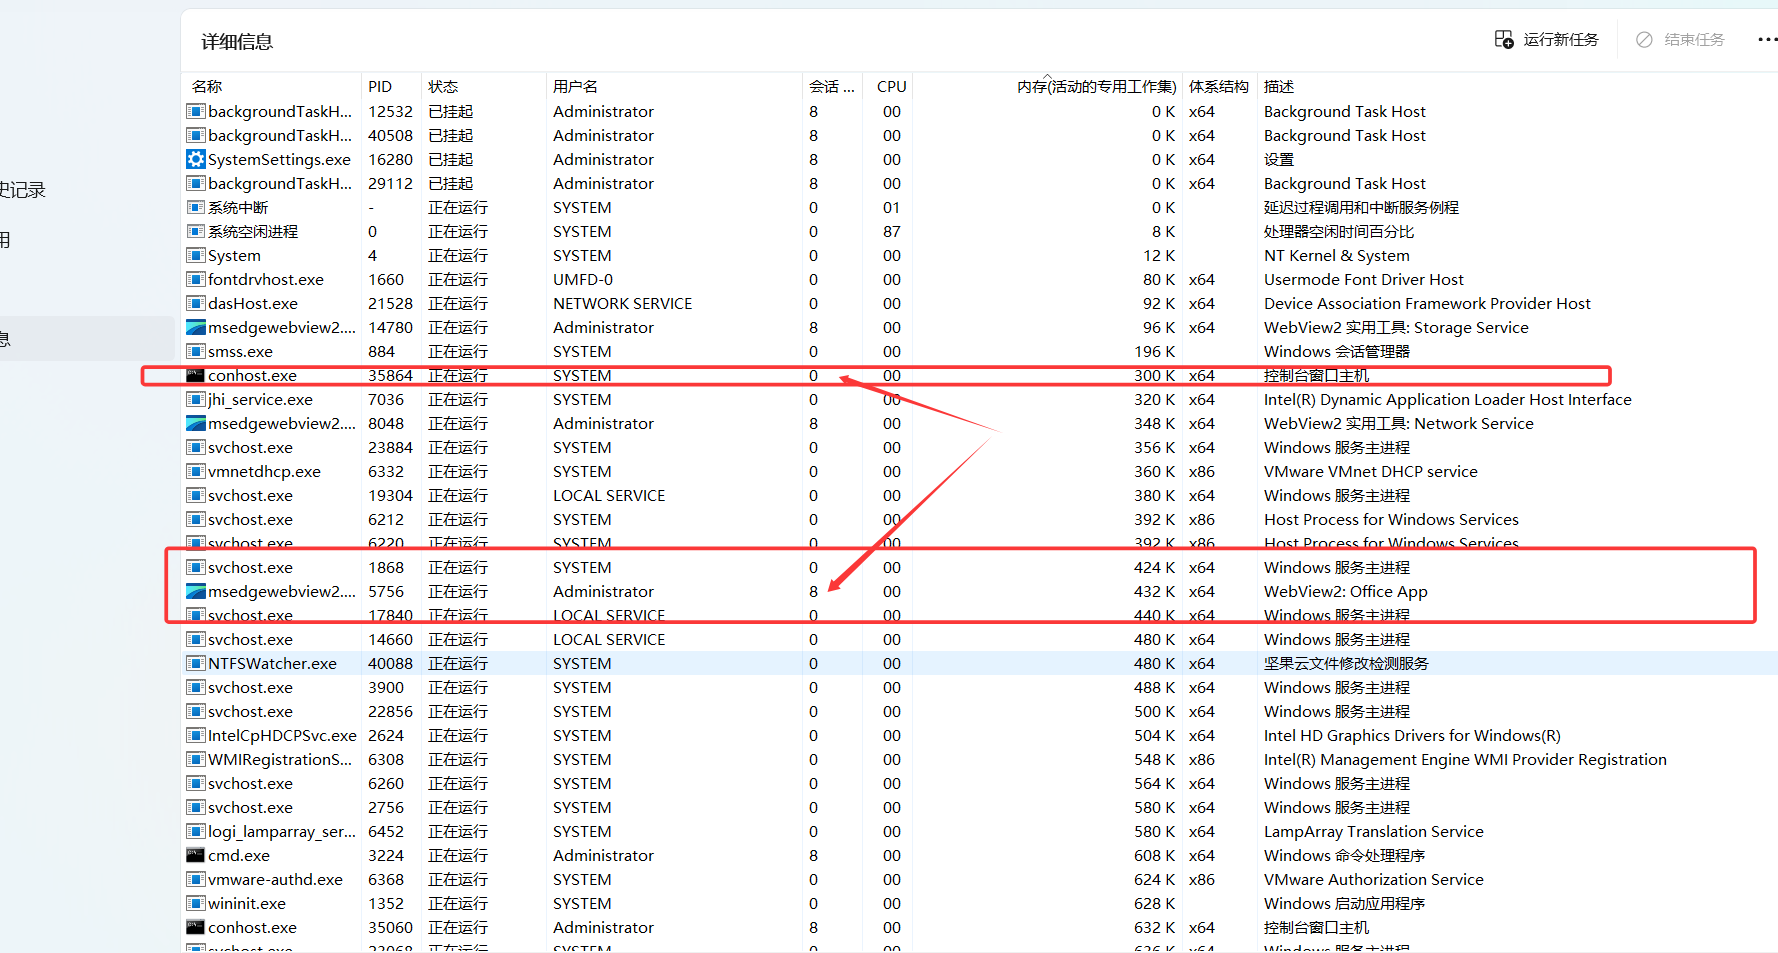 详细信息
运行新任务
结束任务
史记录
用
息
名称 PID 状态 用户名 会话 ... CPU 内存(活动的专用工作集) 体系结构 描述
backgroundTaskH... 12532 已挂起 Administrator 8 00 0 K x64 Background Task Host
backgroundTaskH... 40508 已挂起 Administrator 8 00 0 K x64 Background Task Host
SystemSettings.exe 16280 已挂起 Administrator 8 00 0 K x64 设置
backgroundTaskH... 29112 已挂起 Administrator 8 00 0 K x64 Background Task Host
系统中断 - 正在运行 SYSTEM 0 01 0 K 延迟过程调用和中断服务例程
系统空闲进程 0 正在运行 SYSTEM 0 87 8 K 处理器空闲时间百分比
System 4 正在运行 SYSTEM 0 00 12 K NT Kernel & System
fontdrvhost.exe 1660 正在运行 UMFD-0 0 00 80 K x64 Usermode Font Driver Host
dasHost.exe 21528 正在运行 NETWORK SERVICE 0 00 92 K x64 Device Association Framework Provider Host
msedgewebview2.... 14780 正在运行 Administrator 8 00 96 K x64 WebView2 实用工具: Storage Service
smss.exe 884 正在运行 SYSTEM 0 00 196 K Windows 会话管理器
conhost.exe 35864 正在运行 SYSTEM 0 00 300 K x64 控制台窗口主机
jhi_service.exe 7036 正在运行 SYSTEM 0 00 320 K x64 Intel(R) Dynamic Application Loader Host Interface
msedgewebview2.... 8048 正在运行 Administrator 8 00 348 K x64 WebView2 实用工具: Network Service
svchost.exe 23884 正在运行 SYSTEM 0 00 356 K x64 Windows 服务主进程
vmnetdhcp.exe 6332 正在运行 SYSTEM 0 00 360 K x86 VMware VMnet DHCP service
svchost.exe 19304 正在运行 LOCAL SERVICE 0 00 380 K x64 Windows 服务主进程
svchost.exe 6212 正在运行 SYSTEM 0 00 392 K x86 Host Process for Windows Services
svchost.exe 6220 正在运行 SYSTEM 0 00 392 K x86 Host Process for Windows Services
svchost.exe 1868 正在运行 SYSTEM 0 00 424 K x64 Windows 服务主进程
msedgewebview2.... 5756 正在运行 Administrator 8 00 432 K x64 WebView2: Office App
svchost.exe 17840 正在运行 LOCAL SERVICE 0 00 440 K x64 Windows 服务主进程
svchost.exe 14660 正在运行 LOCAL SERVICE 0 00 480 K x64 Windows 服务主进程
NTFSWatcher.exe 40088 正在运行 SYSTEM 0 00 480 K x64 坚果云文件修改检测服务
svchost.exe 3900 正在运行 SYSTEM 0 00 488 K x64 Windows 服务主进程
svchost.exe 22856 正在运行 SYSTEM 0 00 500 K x64 Windows 服务主进程
IntelCpHDCPSvc.exe 2624 正在运行 SYSTEM 0 00 504 K x64 Intel HD Graphics Drivers for Windows(R)
WMIRegistrationS... 6308 正在运行 SYSTEM 0 00 548 K x86 Intel(R) Management Engine WMI Provider Registration
svchost.exe 6260 正在运行 SYSTEM 0 00 564 K x64 Windows 服务主进程
svchost.exe 2756 正在运行 SYSTEM 0 00 580 K x64 Windows 服务主进程
logi_lamparray_ser... 6452 正在运行 SYSTEM 0 00 580 K x64 LampArray Translation Service
cmd.exe 3224 正在运行 Administrator 8 00 608 K x64 Windows 命令处理程序
vmware-authd.exe 6368 正在运行 SYSTEM 0 00 624 K x86 VMware Authorization Service
wininit.exe 1352 正在运行 SYSTEM 0 00 628 K Windows 启动应用程序
conhost.exe 35060 正在运行 Administrator 8 00 632 K x64 控制台窗口主机
svchost.exe 正在运行 SYSTEM 0 00 636 K x64 Windows 服务主进程